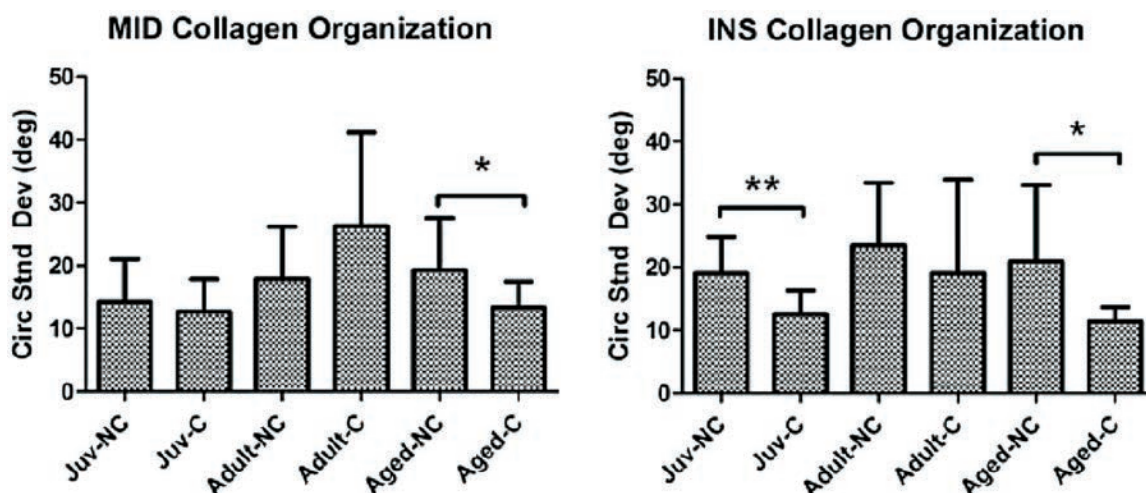 MID Collagen Organization
Circ Stnd Dev (deg)
50
40
30
20
10
0
*
Juv-NC
Juv-C
Adult-NC
Adult-C
Aged-NC
Aged-C
INS Collagen Organization
Circ Stnd Dev (deg)
50
40
30
20
10
0
**
*
Juv-NC
Juv-C
Adult-NC
Adult-C
Aged-NC
Aged-C